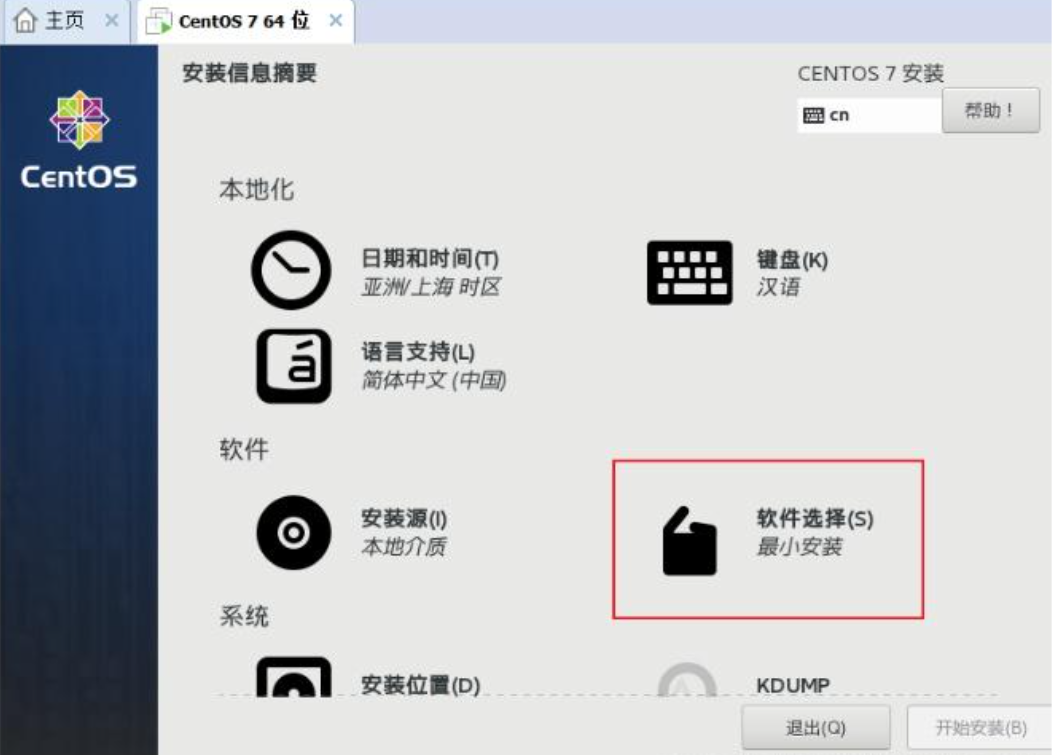 主页
CentOS 7 64 位
安装信息摘要
CENTOS 7 安装
cn
帮助！
CentOS
本地化
日期和时间(T)
亚洲/上海 时区
键盘(K)
汉语
语言支持(L)
简体中文 (中国)
软件
安装源(I)
本地介质
软件选择(S)
最小安装
系统
安装位置(D)
KDUMP
退出(Q)
开始安装(B)